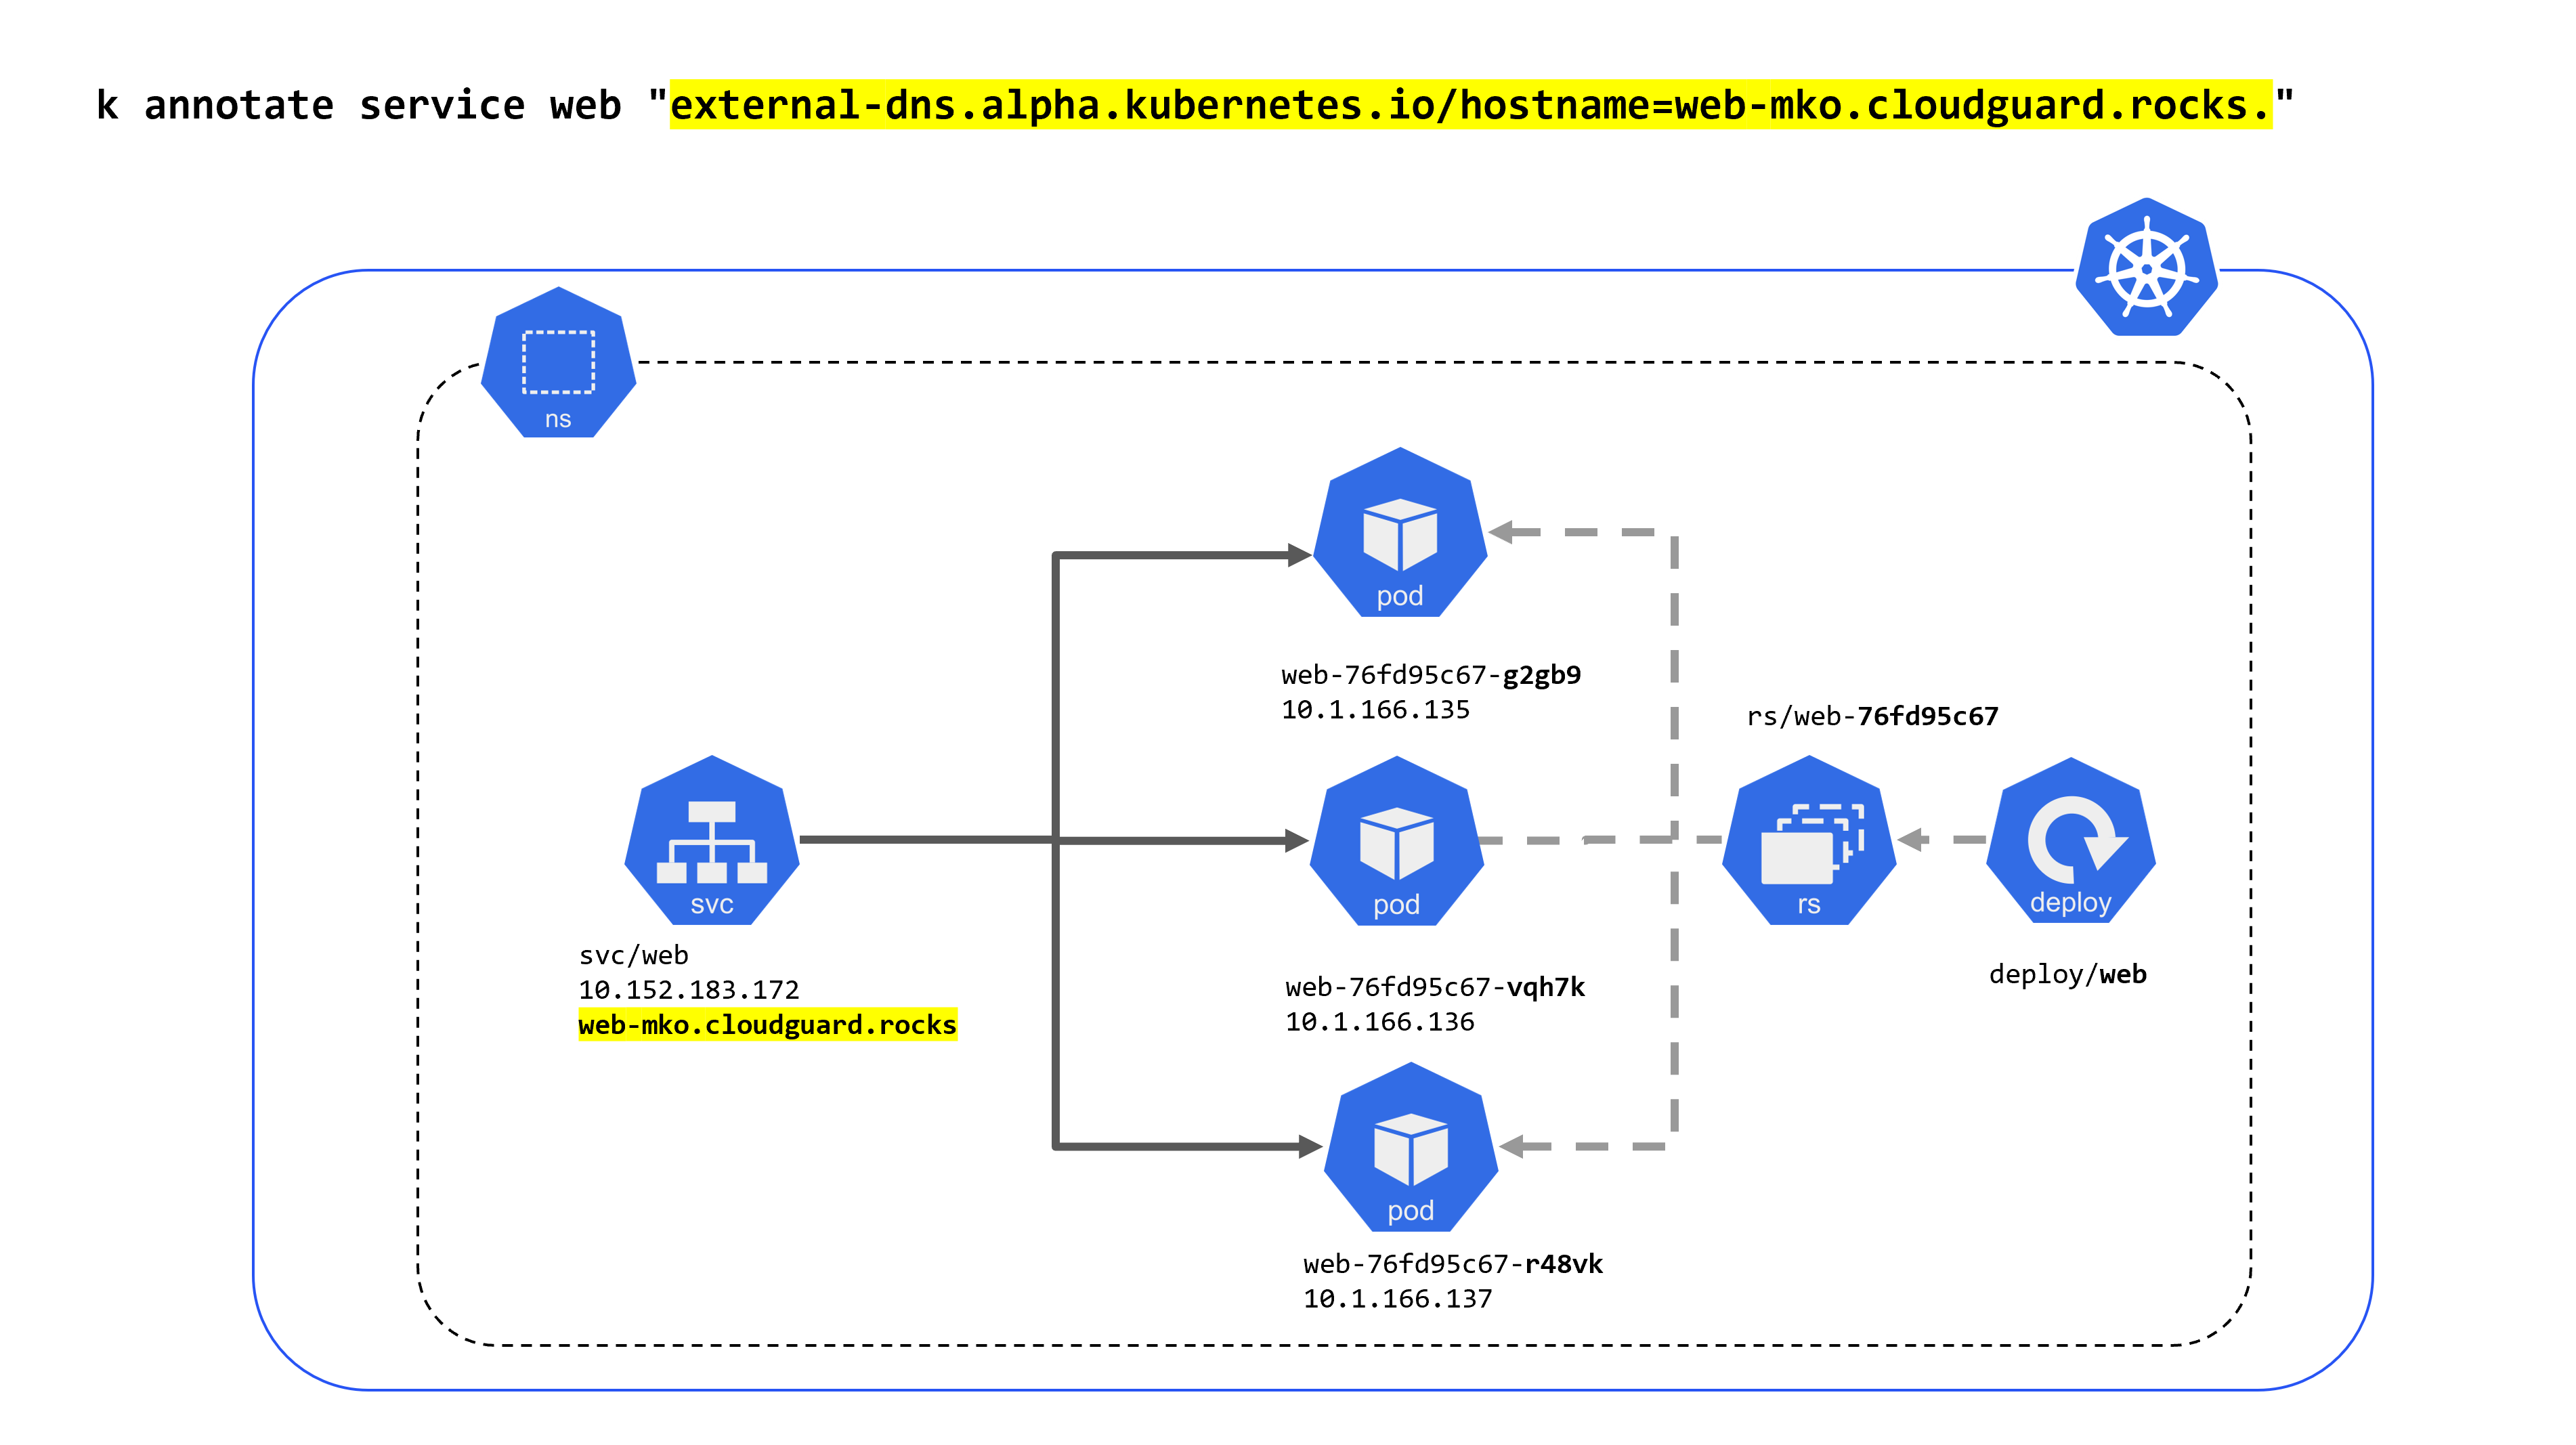 k annotate service web "external-dns.alpha.kubernetes.io/hostname=web-mko.cloudguard.rocks."
ns
pod
web-76fd95c67-g2gb9
10.1.166.135
rs/web-76fd95c67
svc
pod
rs
deploy
svc/web
10.152.183.172
web-mko.cloudguard.rocks
web-76fd95c67-vqh7k
10.1.166.136
deploy/web
pod
web-76fd95c67-r48vk
10.1.166.137